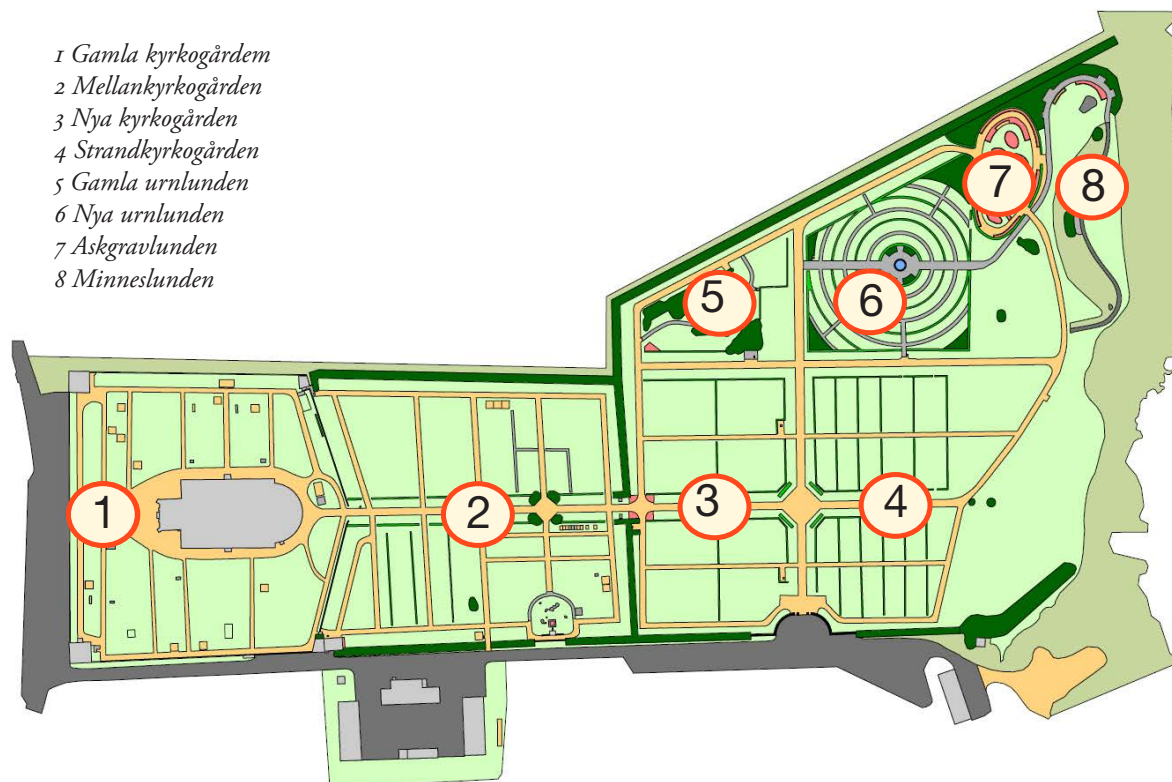 1 Gamla kyrkogårdem
2 Mellankyrkogården
3 Nya kyrkogården
4 Strandkyrkogården
5 Gamla urnlunden
6 Nya urnlunden
7 Askgravlunden
8 Minneslunden
7
8
5
6
1
2
3
4